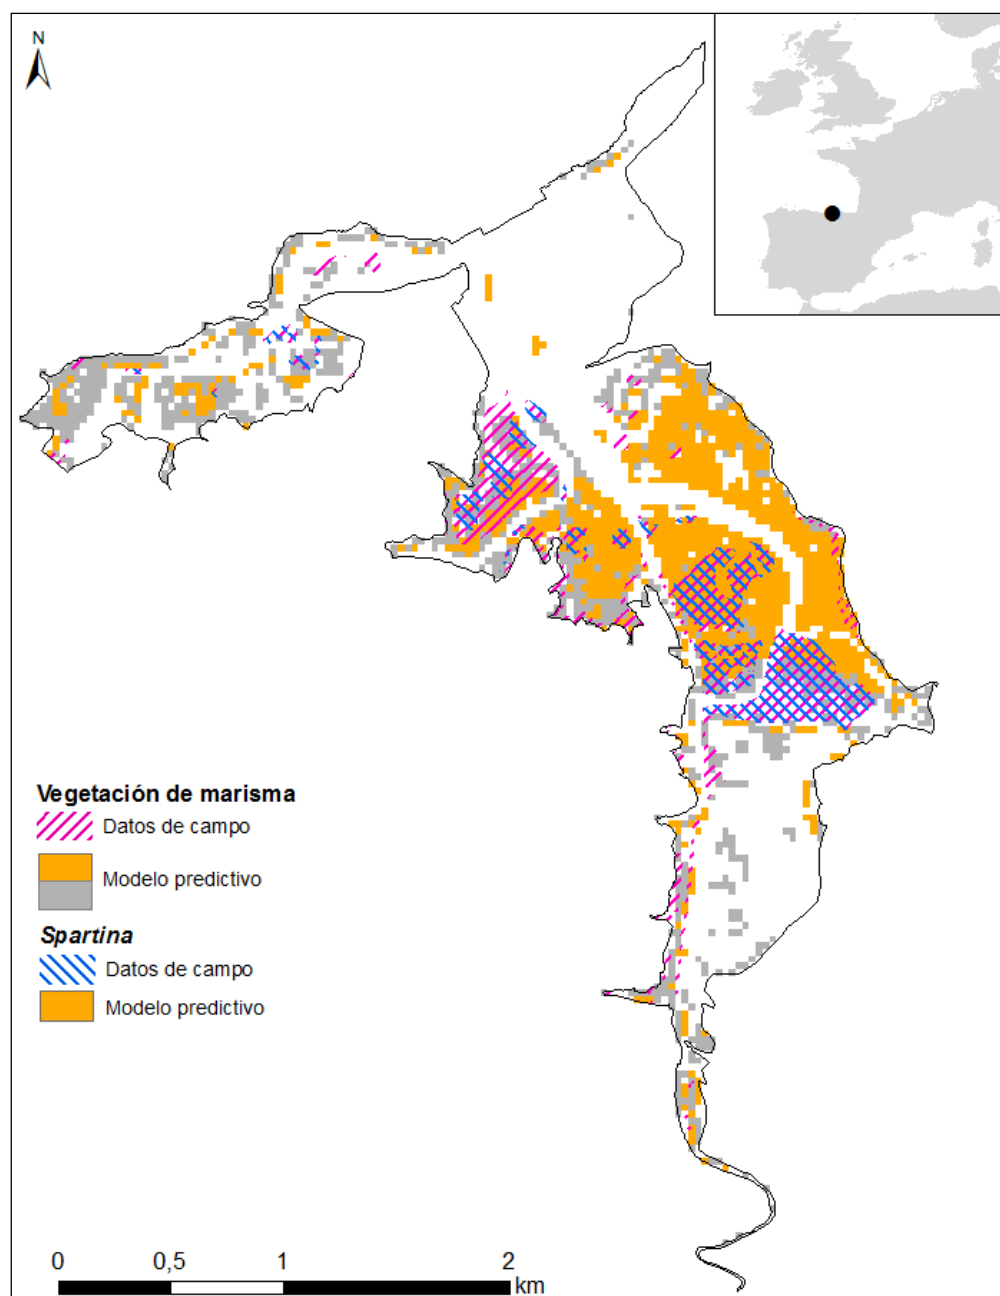 N
Vegetación de marisma
Datos de campo
Modelo predictivo
Spartina
Datos de campo
Modelo predictivo
0 0,5 1 2
km